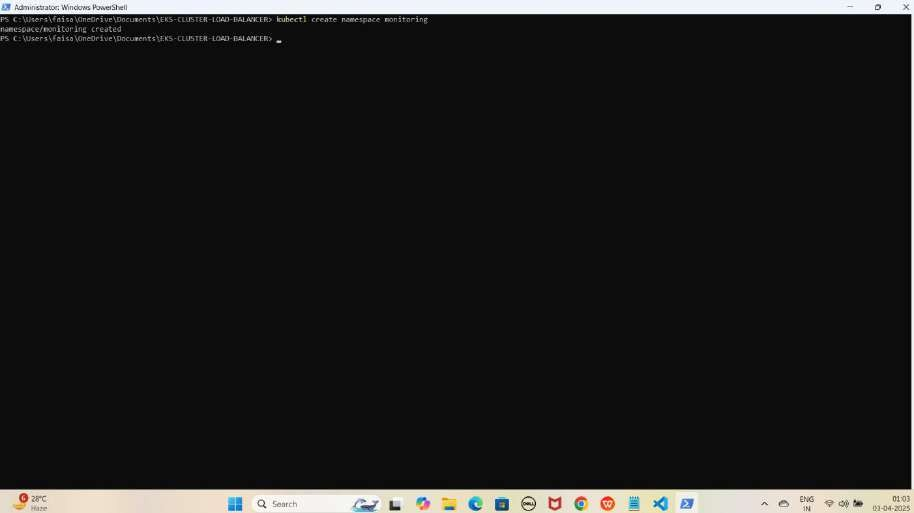 Administrator: Windows PowerShell
PS C:\Users\faisa\OneDrive\Documents\EKS-CLUSTER-LOAD-BALANCER> kubectl create namespace monitoring
namespace/monitoring created
PS C:\Users\faisa\OneDrive\Documents\EKS-CLUSTER-LOAD-BALANCER>
6
28°C
Haze
Search
DELL
W
ENG
IN
01:03
03-04-2025